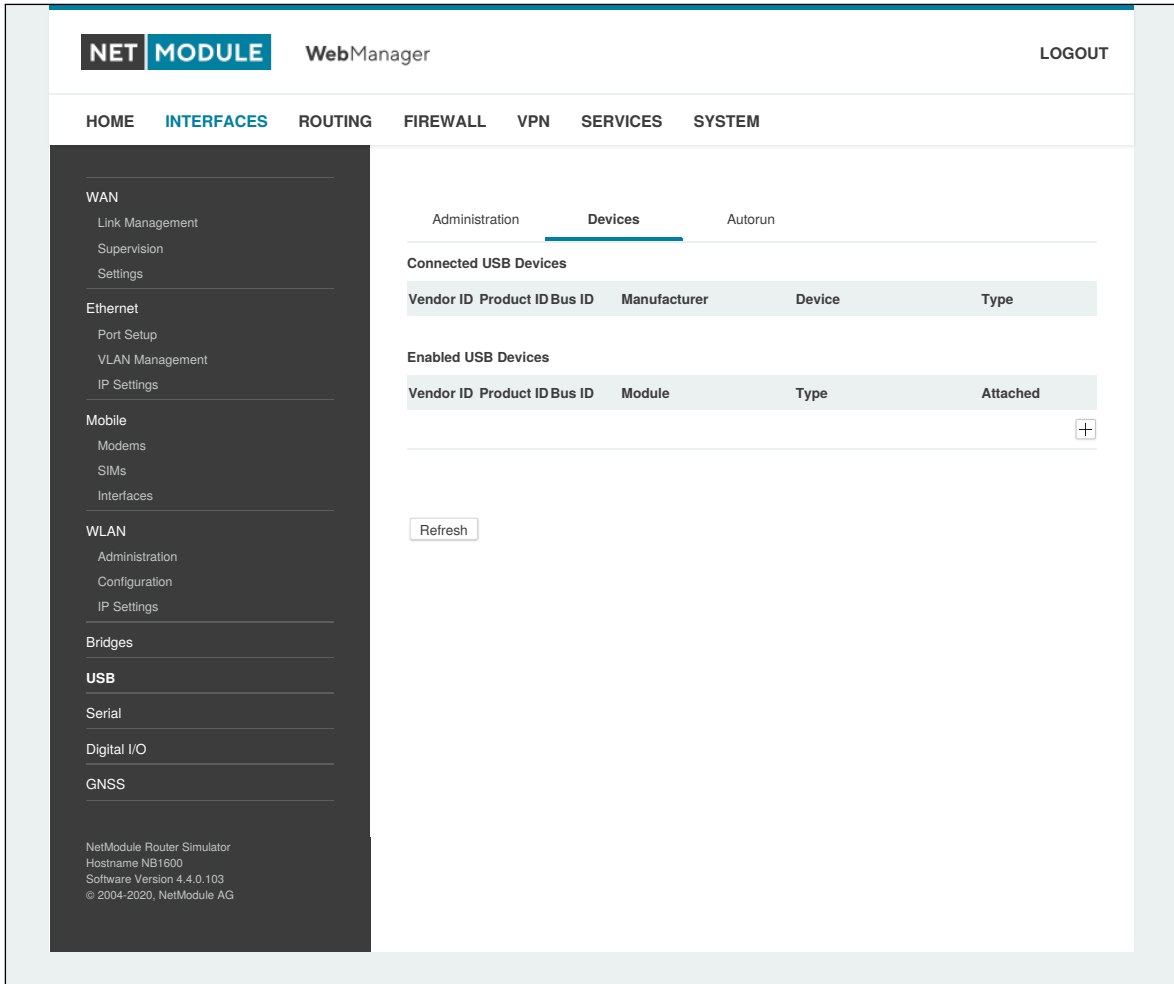 NET MODULE WebManager LOGOUT
HOME INTERFACES ROUTING FIREWALL VPN SERVICES SYSTEM
WAN
Link Management
Supervision
Settings
Ethernet
Port Setup
VLAN Management
IP Settings
Mobile
Modems
SIMs
Interfaces
WLAN
Administration
Configuration
IP Settings
Bridges
USB
Serial
Digital I/O
GNSS
NetModule Router Simulator
Hostname NB1600
Software Version 4.4.0.103
© 2004-2020, NetModule AG
Administration Devices Autorun
Connected USB Devices
Vendor ID Product ID Bus ID Manufacturer Device Type
Enabled USB Devices
Vendor ID Product ID Bus ID Module Type Attached
Refresh